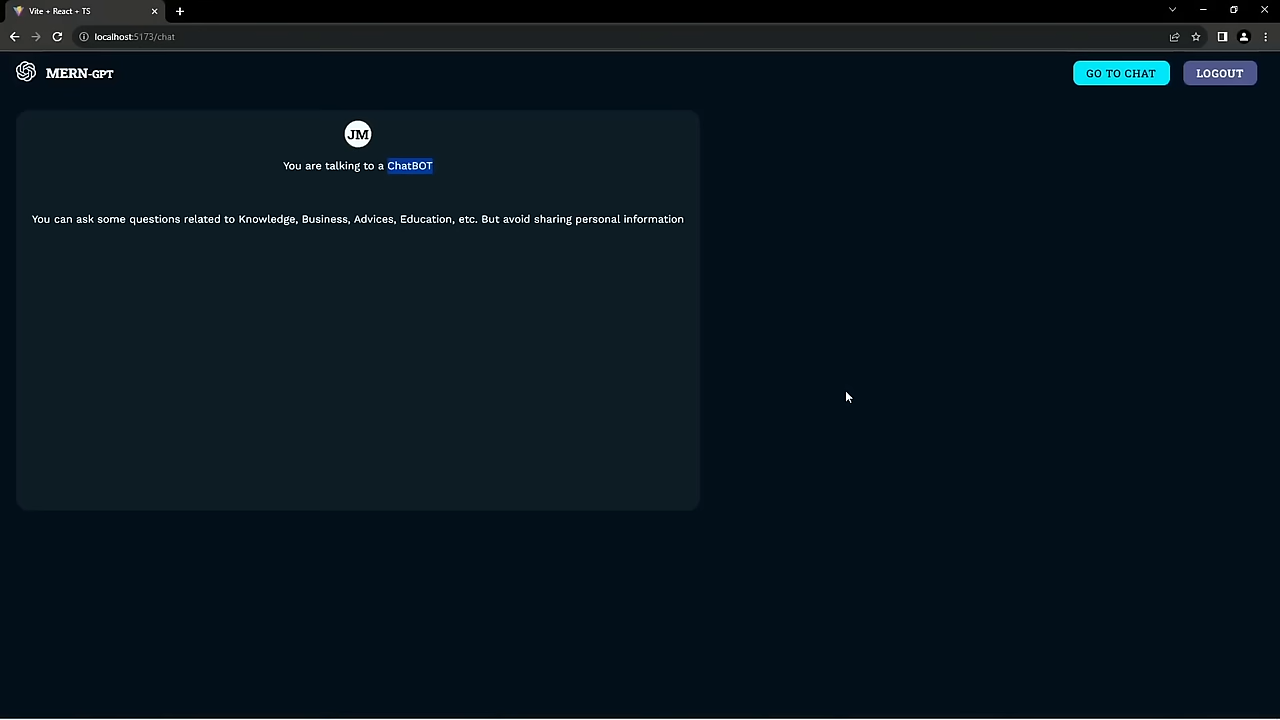 Vite + React + TS
localhost:5173/chat
MERN-GPT
GO TO CHAT
LOGOUT
JM
You are talking to a ChatBOT
You can ask some questions related to Knowledge, Business, Advices, Education, etc. But avoid sharing personal information